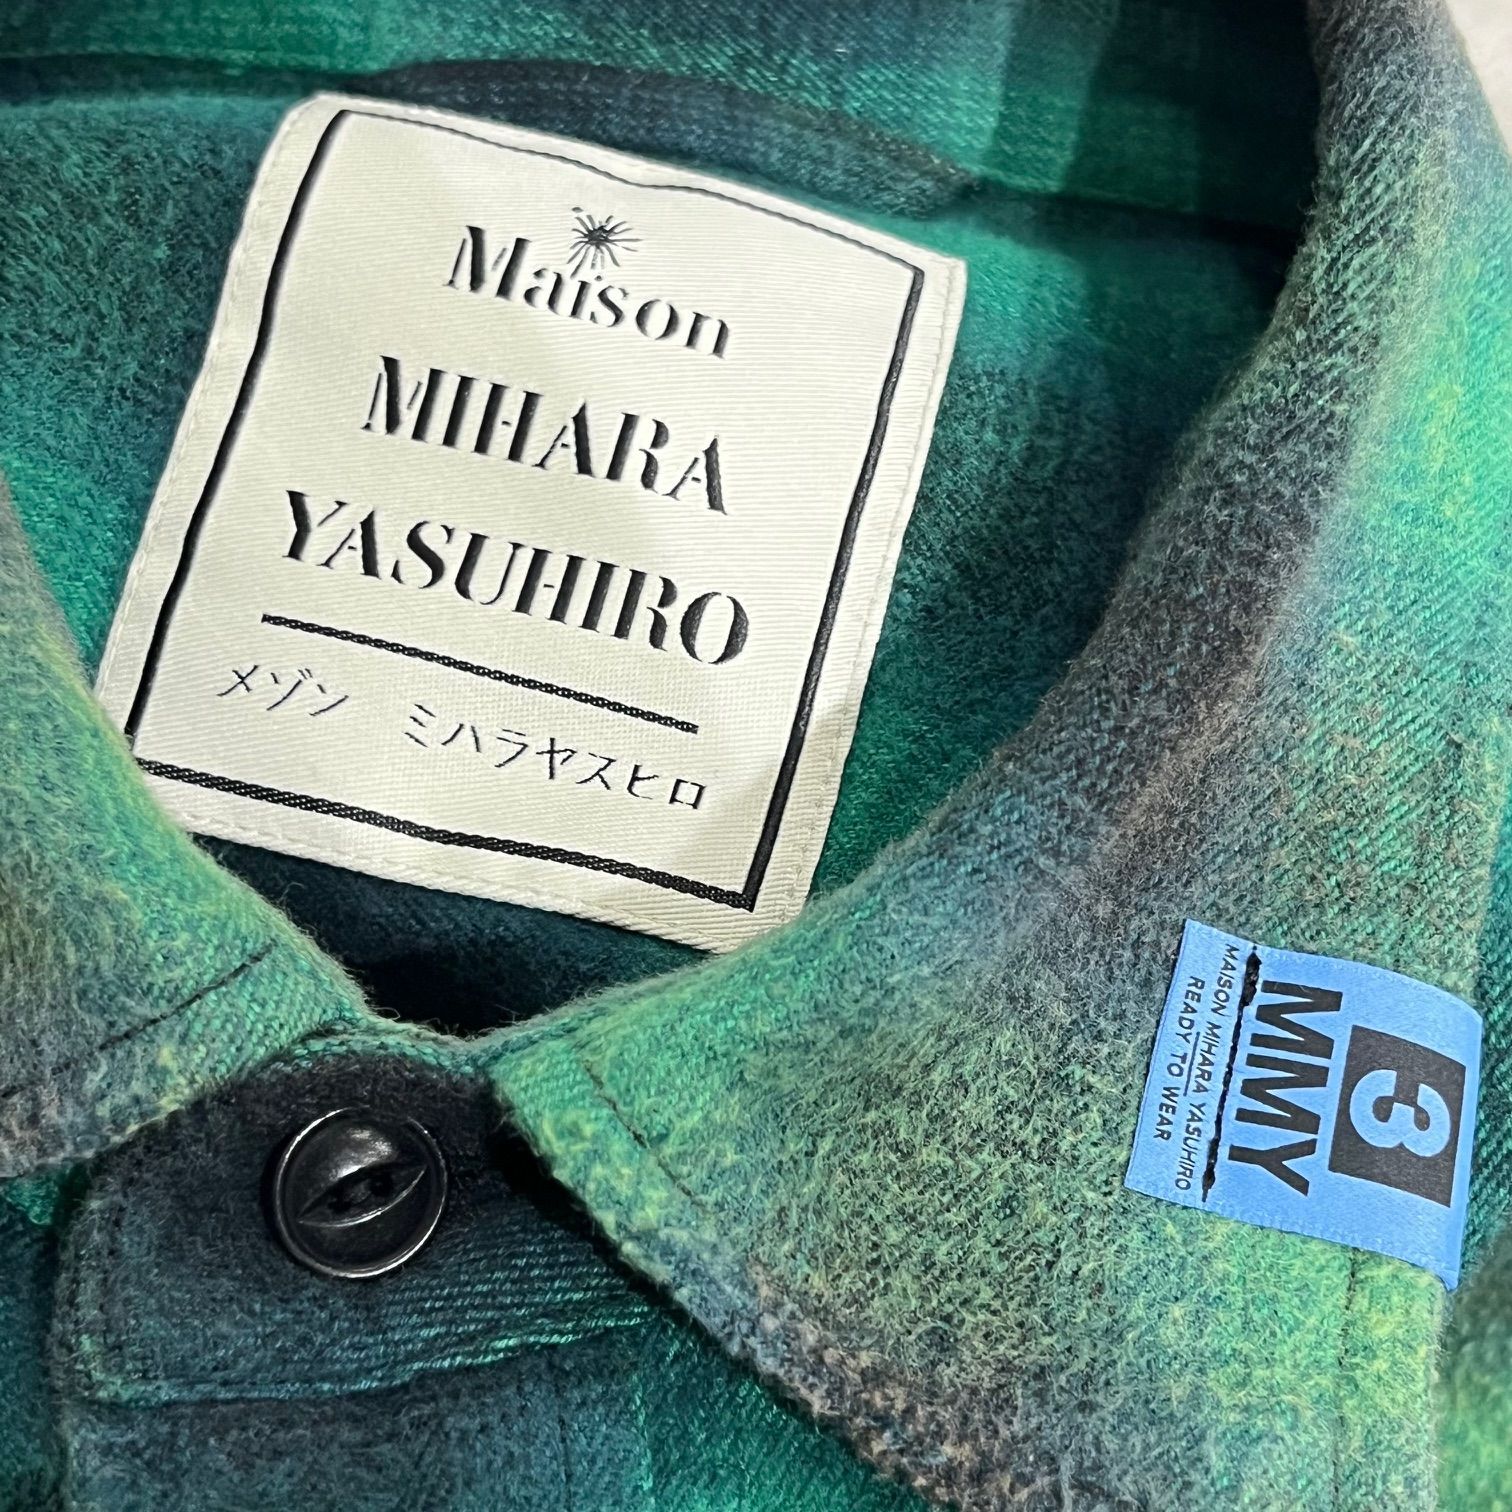 Maison
MIHARA
YASUHIRO
メゾン　ミハラヤスヒロ
3
MMY
MAISON MIHARA YASUHIRO
READY TO WEAR